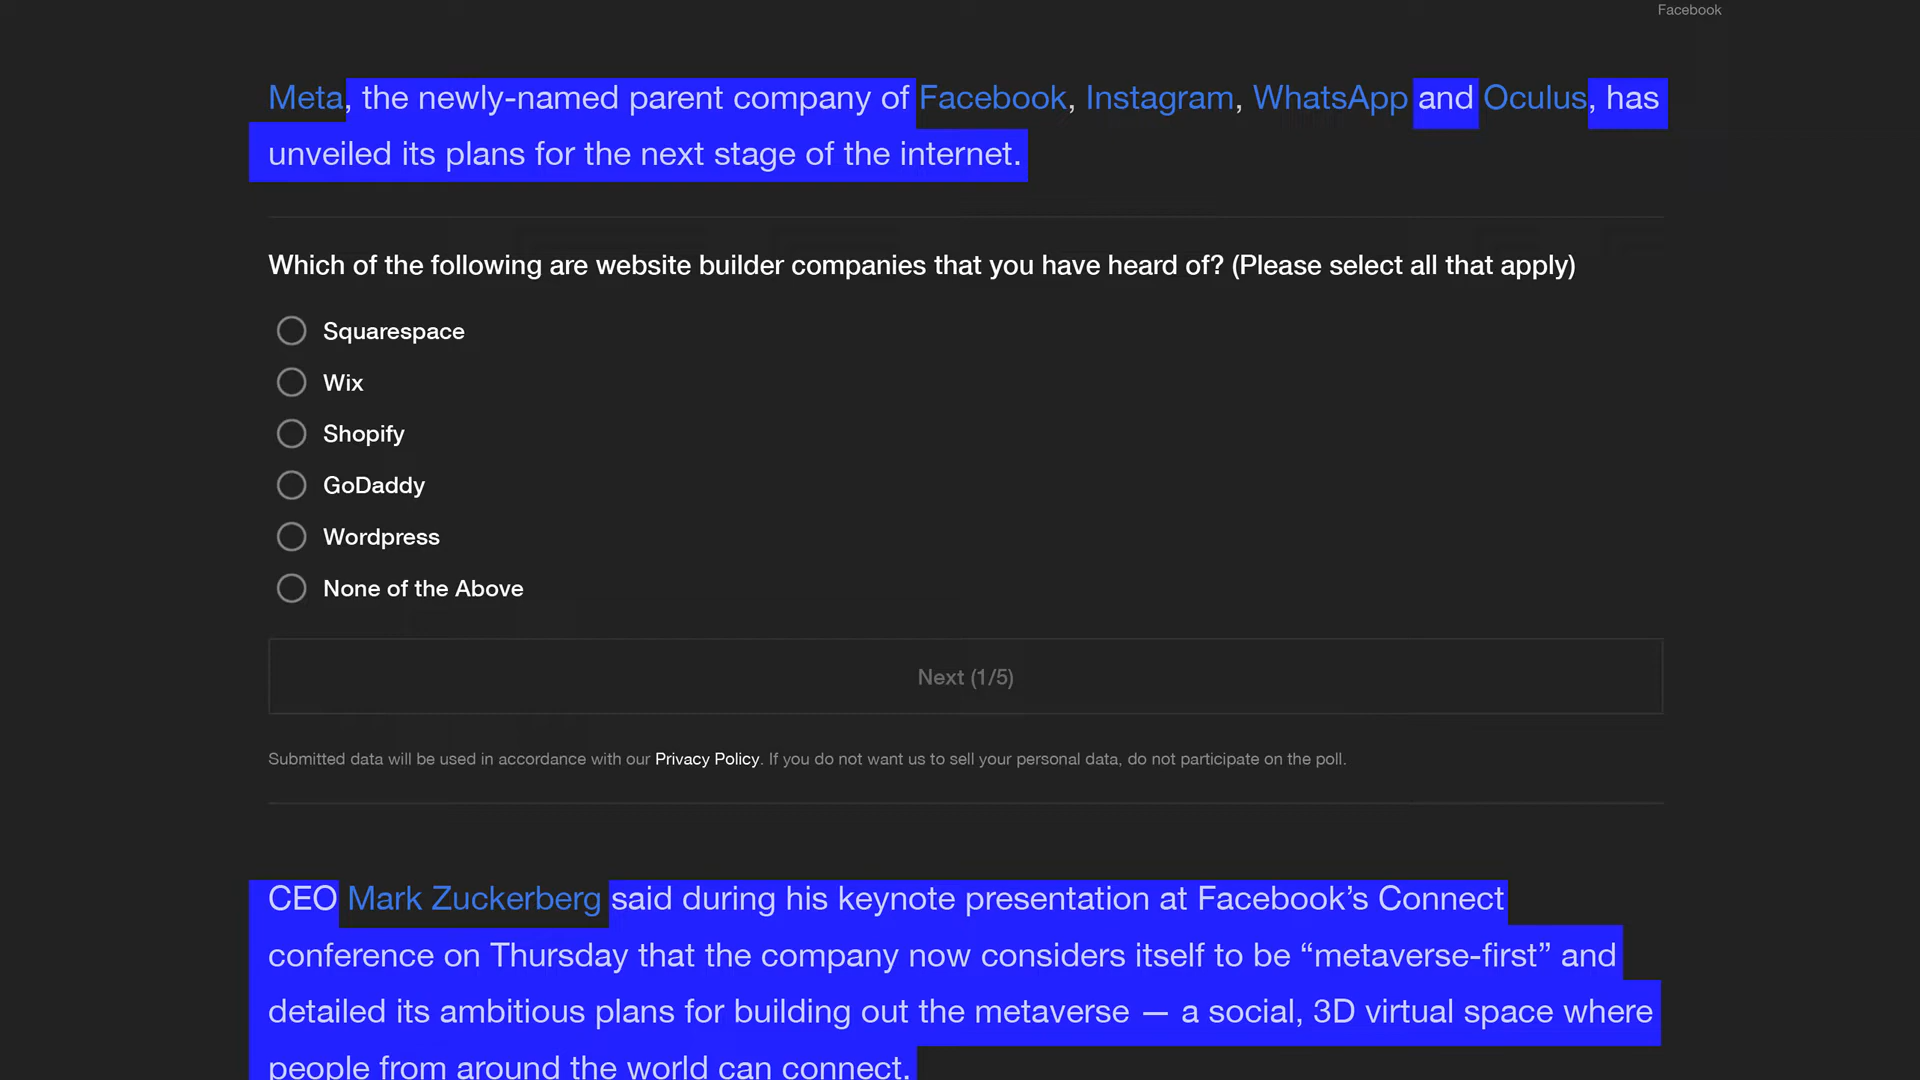 Facebook
Meta, the newly-named parent company of Facebook, Instagram, WhatsApp and Oculus, has
unveiled its plans for the next stage of the internet.
Which of the following are website builder companies that you have heard of? (Please select all that apply)
Squarespace
Wix
Shopify
GoDaddy
Wordpress
None of the Above
Next (1/5)
Submitted data will be used in accordance with our Privacy Policy. If you do not want us to sell your personal data, do not participate on the poll.
CEO Mark Zuckerberg said during his keynote presentation at Facebook’s Connect
conference on Thursday that the company now considers itself to be “metaverse-first” and
detailed its ambitious plans for building out the metaverse — a social, 3D virtual space where
people from around the world can connect.